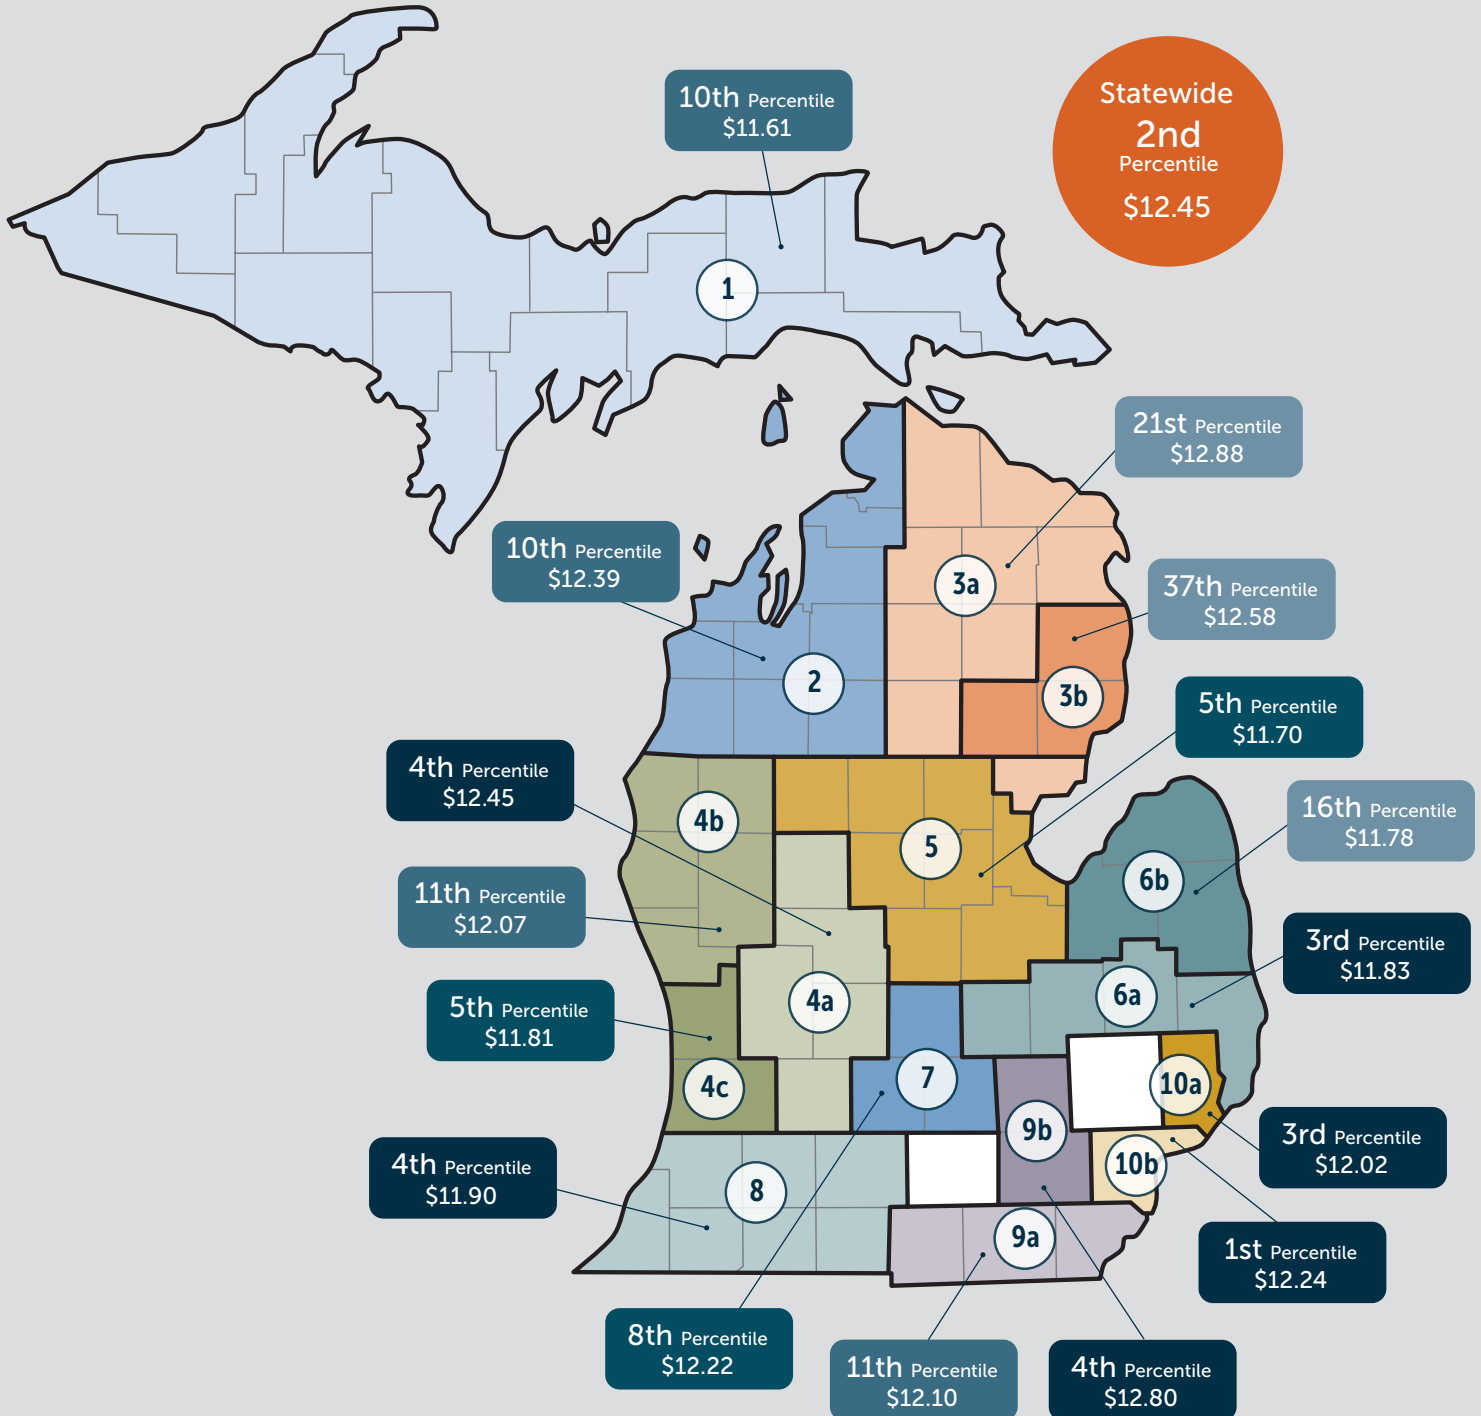 Statewide
2nd
Percentile
$12.45
10th Percentile
$11.61
1
21st Percentile
$12.88
10th Percentile
$12.39
3a
37th Percentile
$12.58
2
3b
5th Percentile
$11.70
4th Percentile
$12.45
4b
5
16th Percentile
$11.78
6b
11th Percentile
$12.07
3rd Percentile
$11.83
4a
6a
5th Percentile
$11.81
4c
7
10a
9b
3rd Percentile
$12.02
4th Percentile
$11.90
8
10b
9a
1st Percentile
$12.24
8th Percentile
$12.22
11th Percentile
$12.10
4th Percentile
$12.80